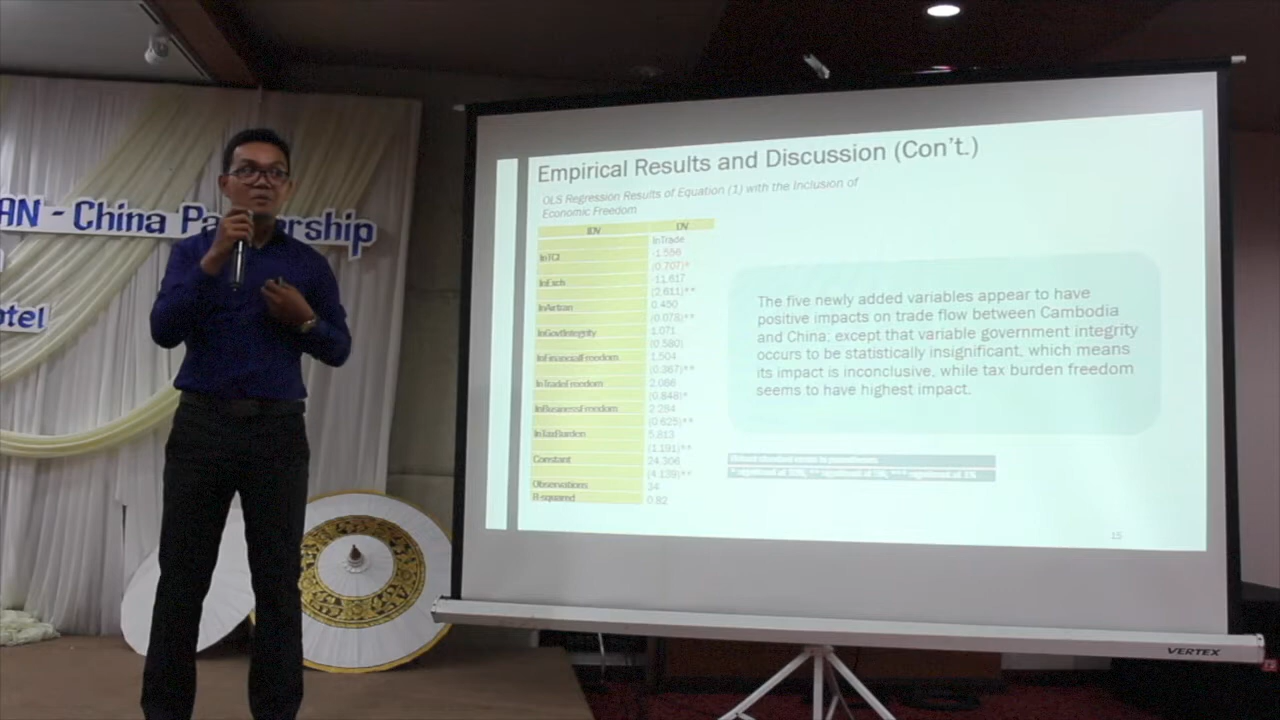 AN - China Pa ership
otel
Empirical Results and Discussion (Con't.)
OLS Regression Results of Equation (1) with the Inclusion of
Economic Freedom
IDV DV
lnTrade
lnTCI -1.556
(0.707)*
lnExch -11.617
(2.611)**
0.450
(0.078)**
lnGovtIntegrity 1.071
(0.580)
lnFinancialFreedom 1.504
(0.367)**
lnTradeFreedom 2.086
(0.848)*
lnBusinessFreedom 2.284
(0.625)**
lnTaxBurden 5.813
(1.191)**
Constant 24.306
(4.139)**
Observations 34
R-squared 0.82
The five newly added variables appear to have
positive impacts on trade flow between Cambodia
and China; except that variable government integrity
occurs to be statistically insignificant, which means
its impact is inconclusive, while tax burden freedom
seems to have highest impact.
15
VERTEX